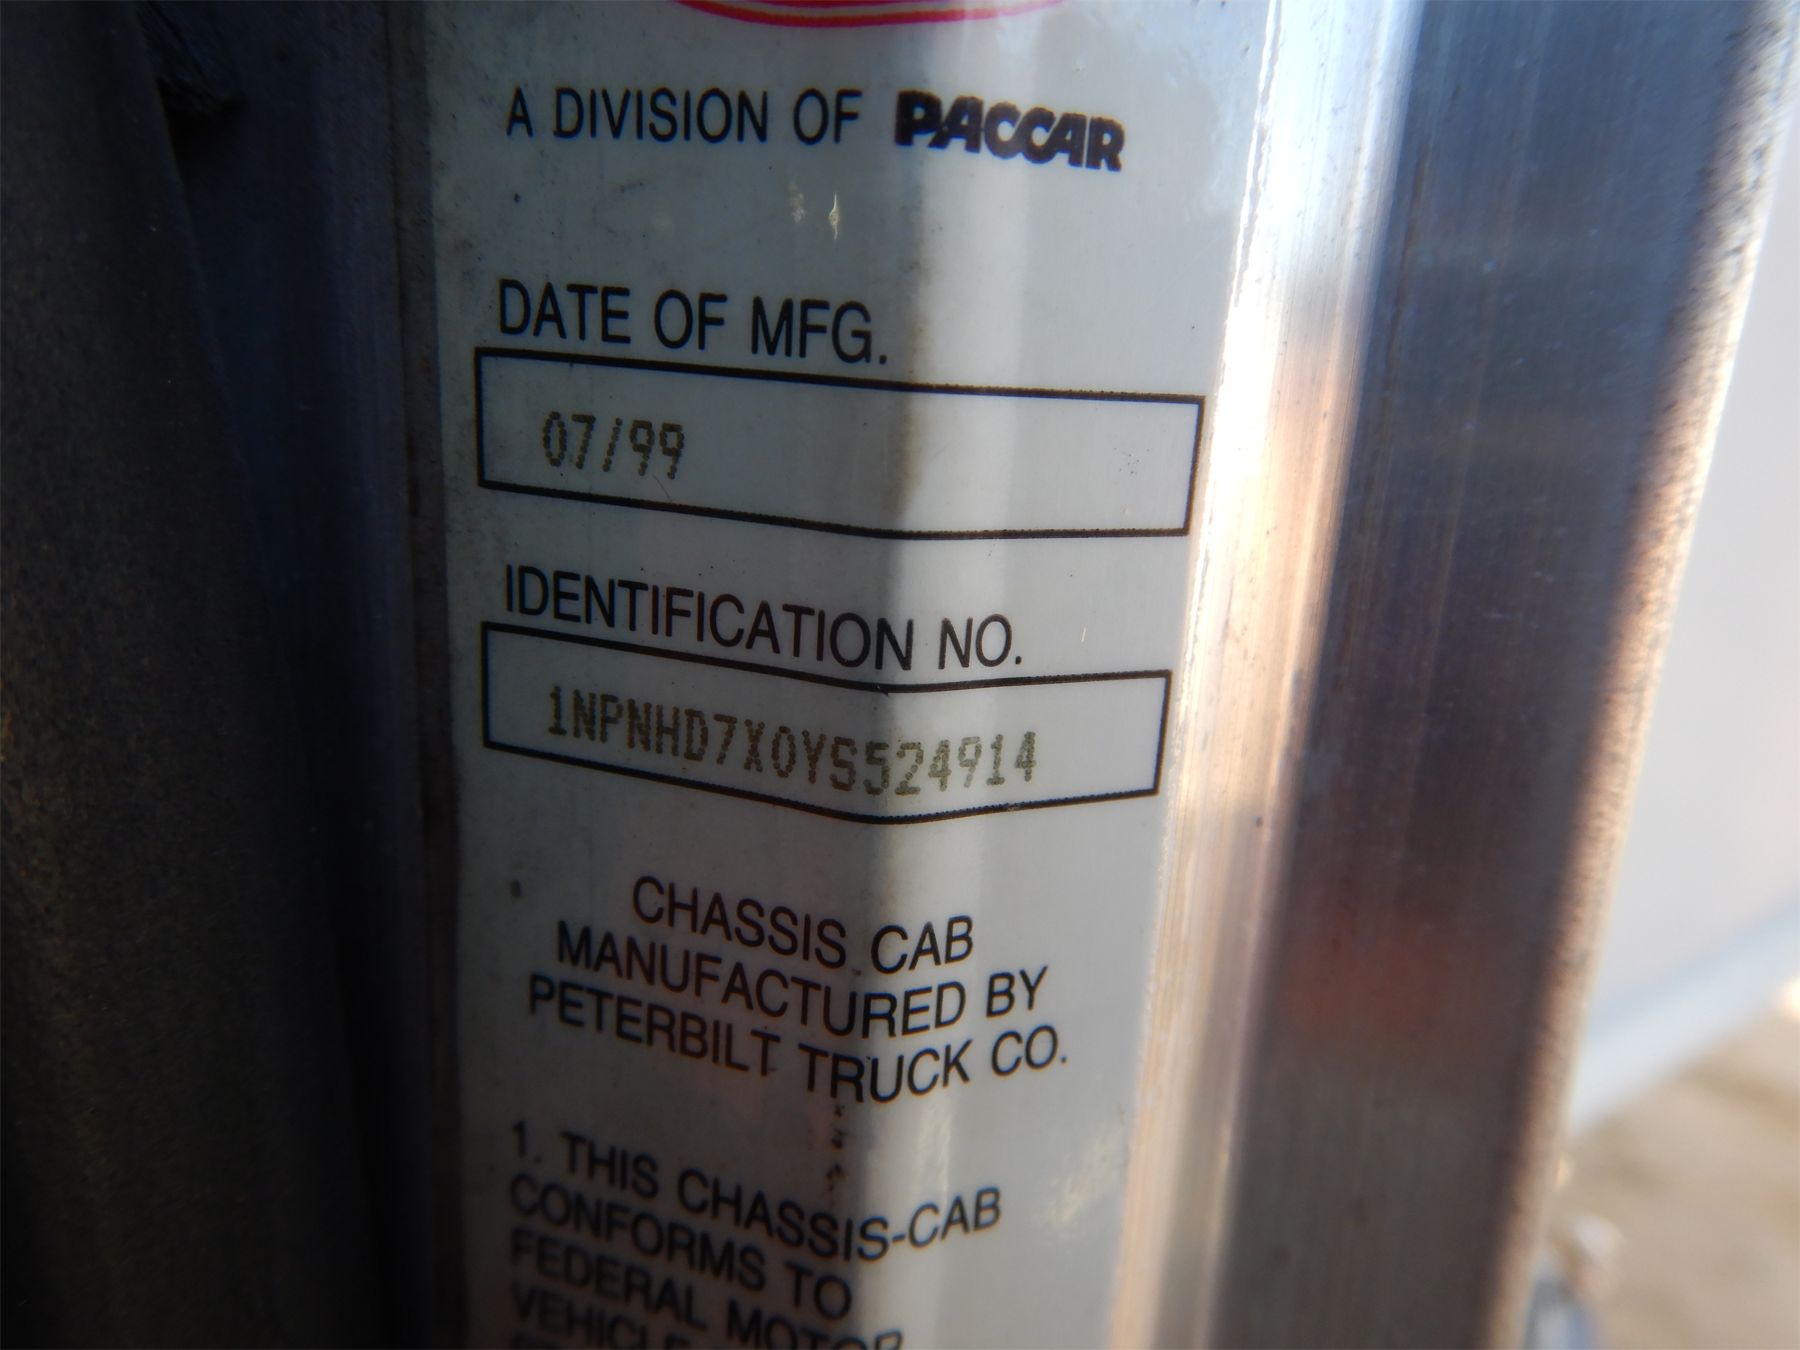 A DIVISION OF PACCAR
DATE OF MFG.
07/99
IDENTIFICATION NO.
1NPNHD7X0YS524914
CHASSIS CAB
MANUFACTURED BY
PETERBILT TRUCK CO.
1. THIS CHASSIS-CAB
CONFORMS TO
FEDERAL MOTOR
VEHICLE